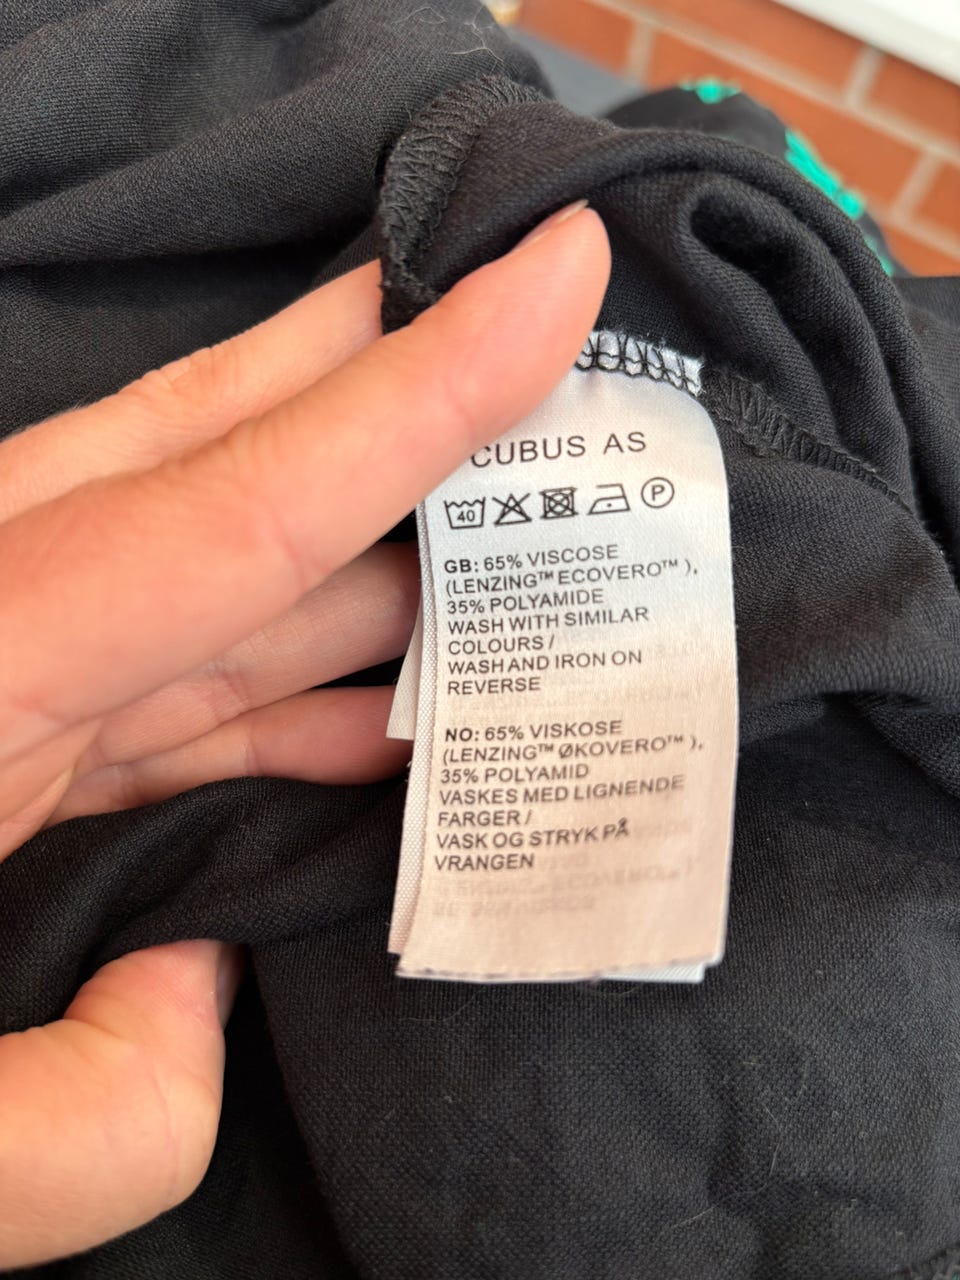 CUBUS AS
40 P
GB: 65% VISCOSE
(LENZING™ ECOVERO™ ),
35% POLYAMIDE
WASH WITH SIMILAR
COLOURS /
WASH AND IRON ON
REVERSE
NO: 65% VISKOSE
(LENZING™ ØKOVERO™ ),
35% POLYAMID
VASKES MED LIGNENDE
FARGER /
VASK OG STRYK PÅ
VRANGEN